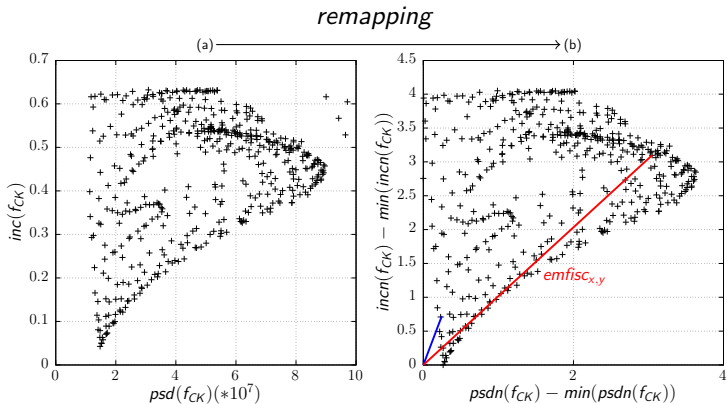 remapping
(a) (b)
0.7
0.6
0.5
0.4
0.3
0.2
0.1
0
0 2 4 6 8 10
inc(f_CK)
psd(f_CK)(*10^7)
4.5
4
3.5
3
2.5
2
1.5
1
0.5
0
0 2 4
incn(f_CK) − min(incn(f_CK))
emfisc_x,y
psdn(f_CK) − min(psdn(f_CK))